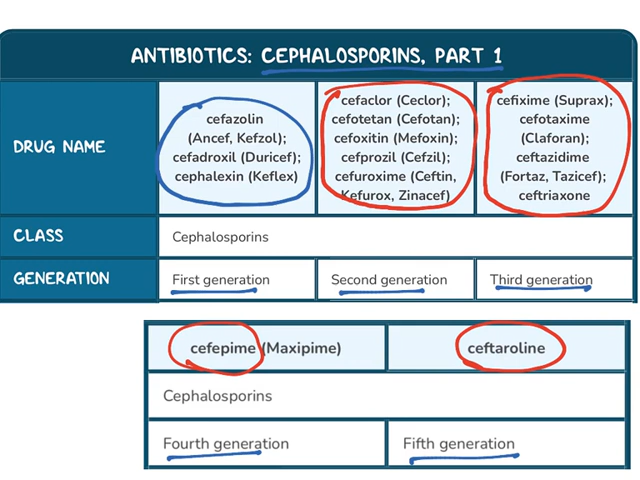 ANTIBIOTICS: CEPHALOSPORINS, PART 1
DRUG NAME
cefazolin
(Ancef, Kefzol);
cefadroxil (Duricef);
cephalexin (Keflex)
cefaclor (Ceclor);
cefotetan (Cefotan);
cefoxitin (Mefoxin);
cefprozil (Cefzil);
cefuroxime (Ceftin,
Kefurox, Zinacef)
cefixime (Suprax);
cefotaxime
(Claforan);
ceftazidime
(Fortaz, Tazicef);
ceftriaxone
CLASS
Cephalosporins
GENERATION
First generation
Second generation
Third generation
cefepime (Maxipime)
ceftaroline
Cephalosporins
Fourth generation
Fifth generation